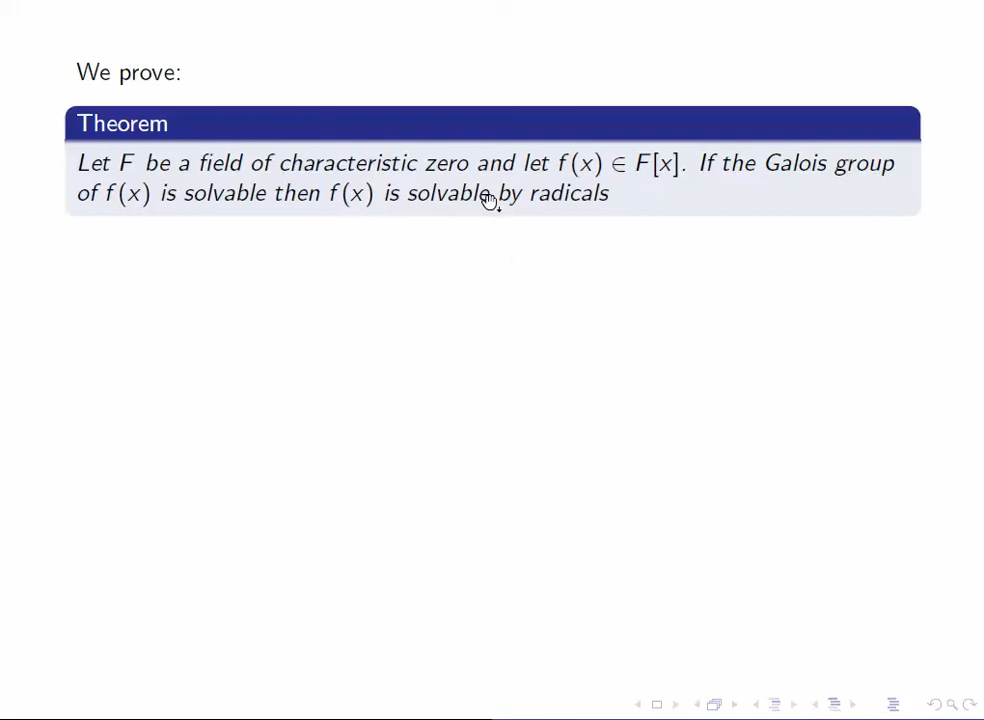 We prove:
Theorem
Let F be a field of characteristic zero and let f(x) ∈ F[x]. If the Galois group
of f(x) is solvable then f(x) is solvable by radicals